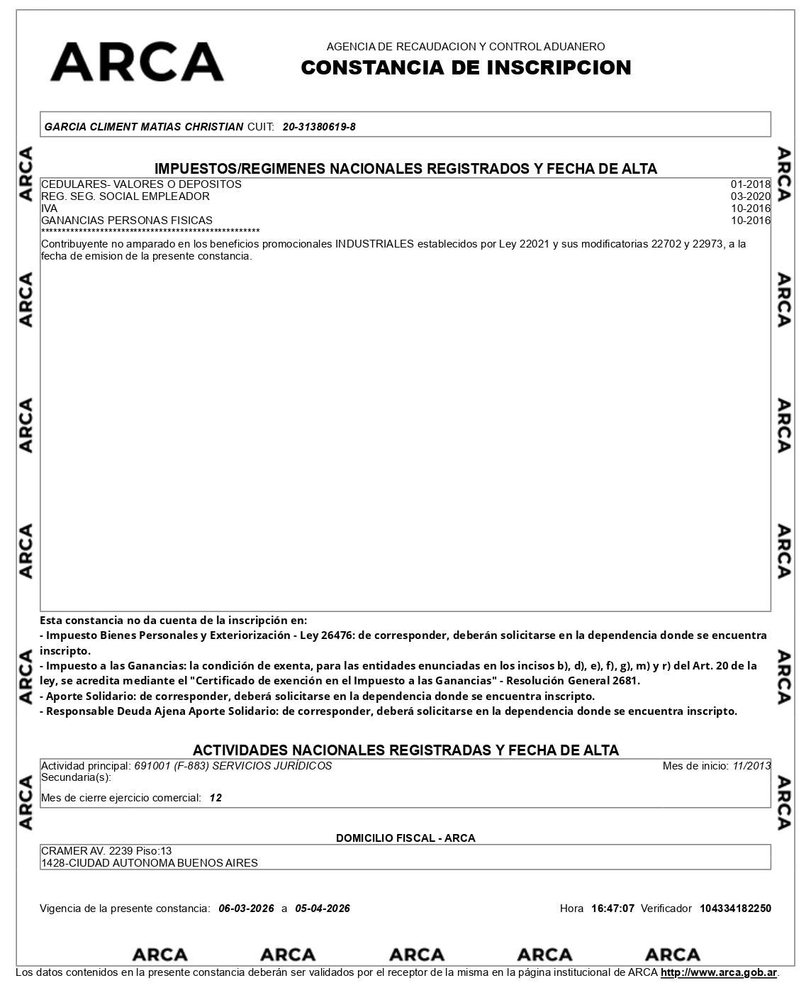 ARCA
AGENCIA DE RECAUDACION Y CONTROL ADUANERO
CONSTANCIA DE INSCRIPCION
GARCIA CLIMENT MATIAS CHRISTIAN CUIT: 20-31380619-8
IMPUESTOS/REGIMENES NACIONALES REGISTRADOS Y FECHA DE ALTA
CEDULARES- VALORES O DEPOSITOS 01-2018
REG. SEG. SOCIAL EMPLEADOR 03-2020
IVA 10-2016
GANANCIAS PERSONAS FISICAS 10-2016
****************************************************
Contribuyente no amparado en los beneficios promocionales INDUSTRIALES establecidos por Ley 22021 y sus modificatorias 22702 y 22973, a la
fecha de emision de la presente constancia.
Esta constancia no da cuenta de la inscripción en:
- Impuesto Bienes Personales y Exteriorización - Ley 26476: de corresponder, deberán solicitarse en la dependencia donde se encuentra
inscripto.
- Impuesto a las Ganancias: la condición de exenta, para las entidades enunciadas en los incisos b), d), e), f), g), m) y r) del Art. 20 de la
ley, se acredita mediante el "Certificado de exención en el Impuesto a las Ganancias" - Resolución General 2681.
- Aporte Solidario: de corresponder, deberá solicitarse en la dependencia donde se encuentra inscripto.
- Responsable Deuda Ajena Aporte Solidario: de corresponder, deberá solicitarse en la dependencia donde se encuentra inscripto.
ACTIVIDADES NACIONALES REGISTRADAS Y FECHA DE ALTA
Actividad principal: 691001 (F-883) SERVICIOS JURÍDICOS Mes de inicio: 11/2013
Secundaria(s):
Mes de cierre ejercicio comercial: 12
DOMICILIO FISCAL - ARCA
CRAMER AV. 2239 Piso:13
1428-CIUDAD AUTONOMA BUENOS AIRES
Vigencia de la presente constancia: 06-03-2026 a 05-04-2026 Hora 16:47:07 Verificador 104334182250
ARCA ARCA ARCA ARCA ARCA
ARCA
ARCA
ARCA
ARCA
ARCA
ARCA
ARCA
ARCA
ARCA
ARCA
ARCA
ARCA
Los datos contenidos en la presente constancia deberán ser validados por el receptor de la misma en la página institucional de ARCA http://www.arca.gob.ar.